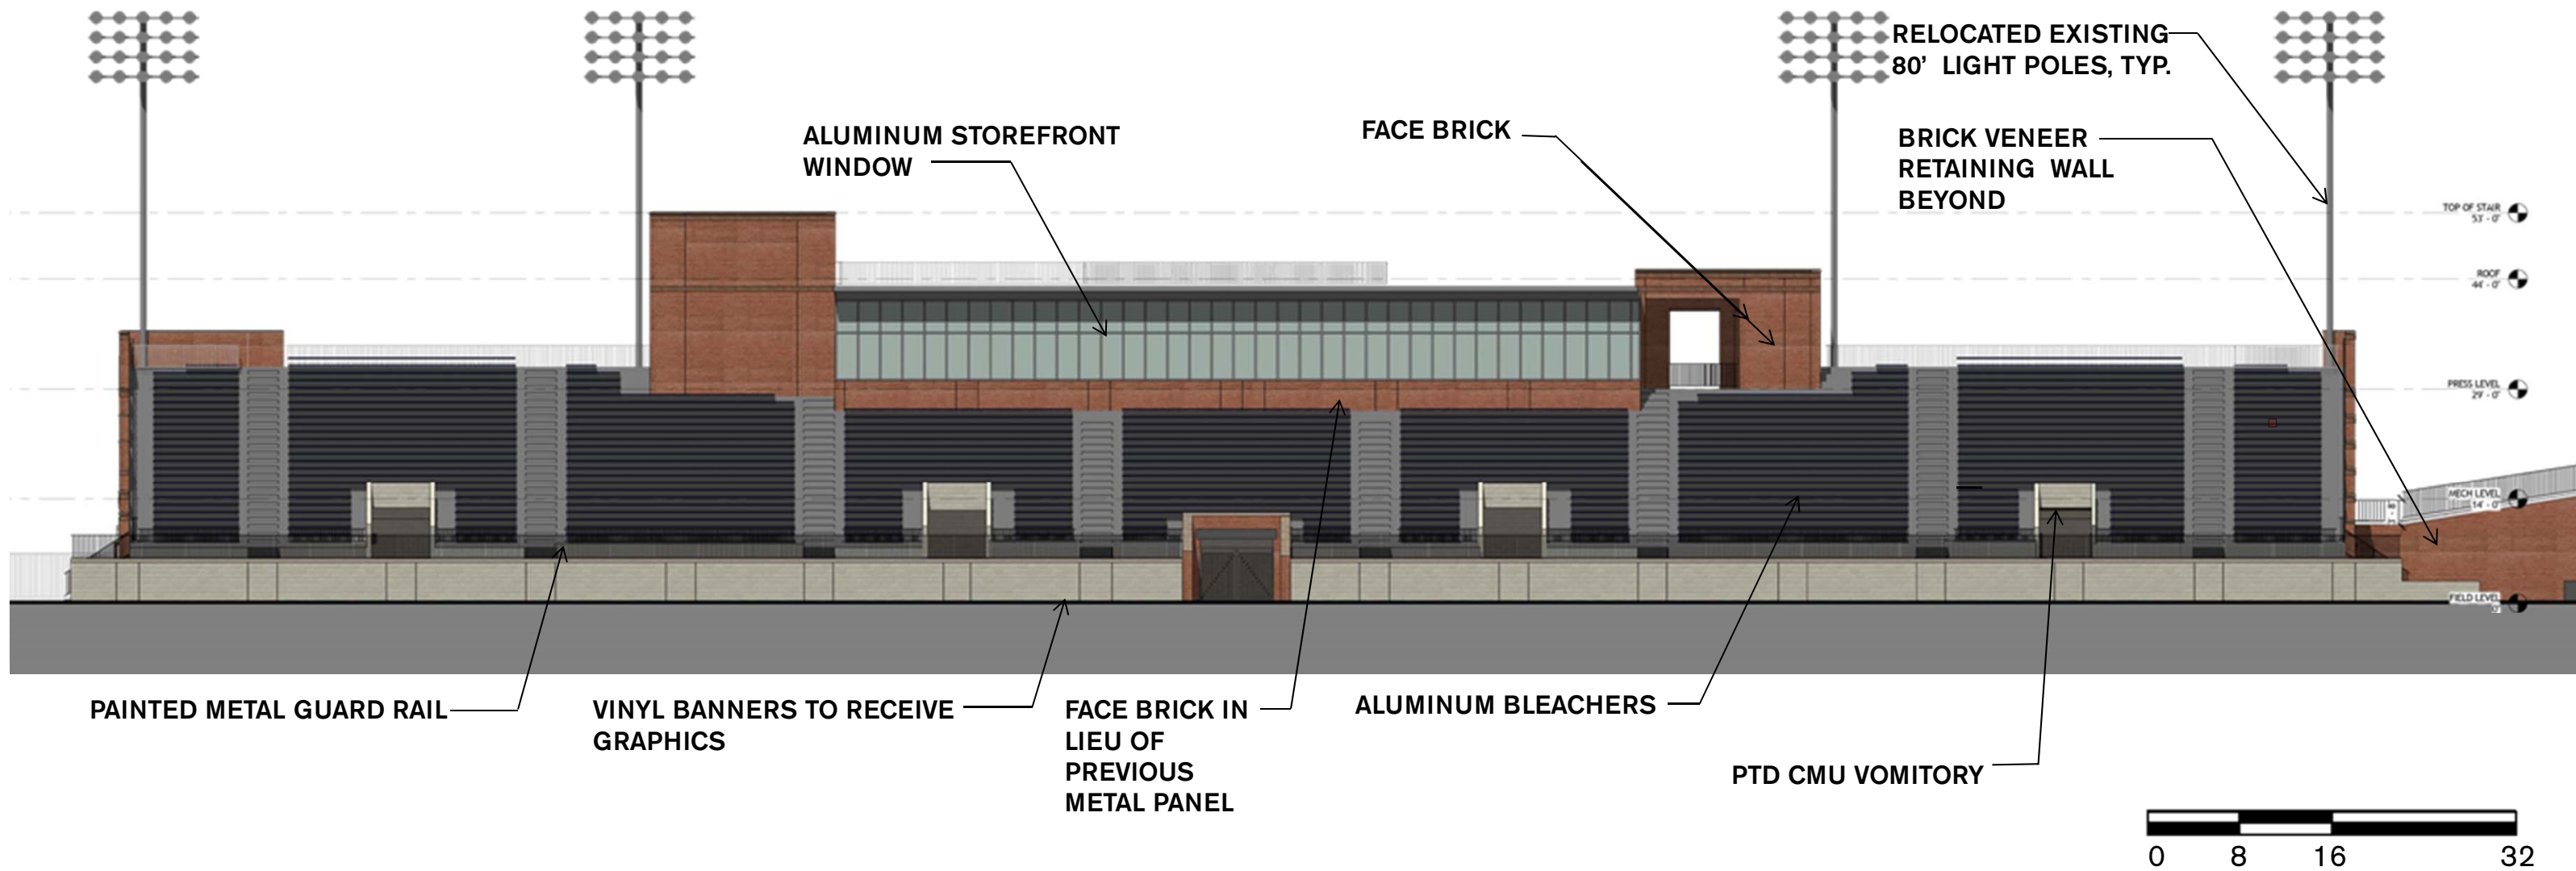 RELOCATED EXISTING
80’ LIGHT POLES, TYP.
ALUMINUM STOREFRONT
WINDOW
FACE BRICK
BRICK VENEER
RETAINING WALL
BEYOND
TOP OF STAIR
53' - 0"
ROOF
44' - 0"
PRESS LEVEL
29' - 0"
MECH LEVEL
14' - 0"
FIELD LEVEL
PAINTED METAL GUARD RAIL
VINYL BANNERS TO RECEIVE
GRAPHICS
FACE BRICK IN
LIEU OF
PREVIOUS
METAL PANEL
ALUMINUM BLEACHERS
PTD CMU VOMITORY
0 8 16 32